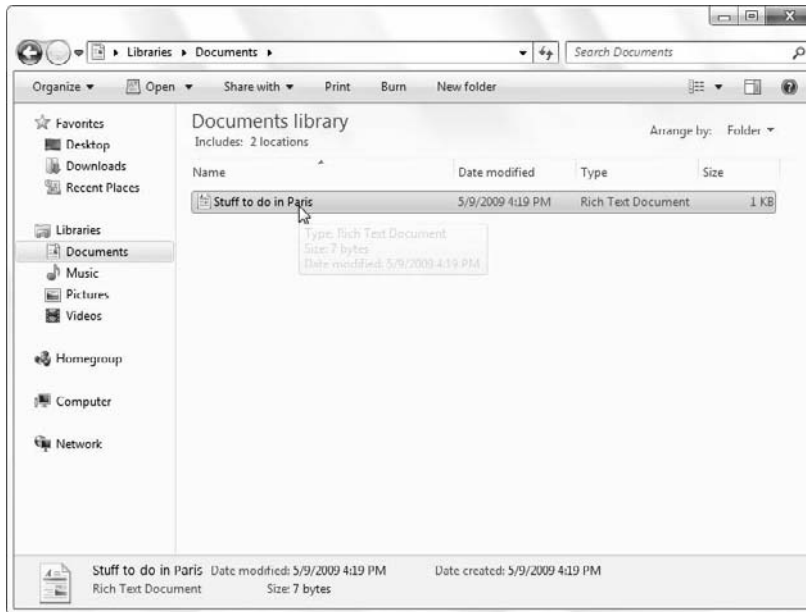 Libraries Documents Search Documents
Organize Open Share with Print Burn New folder
Favorites
Desktop
Downloads
Recent Places
Libraries
Documents
Music
Pictures
Videos
Homegroup
Computer
Network
Documents library
Includes: 2 locations
Arrange by: Folder
Name Date modified Type Size
Stuff to do in Paris 5/9/2009 4:19 PM Rich Text Document 1 KB
Type: Rich Text Document
Size: 7 bytes
Date modified: 5/9/2009 4:19 PM
Stuff to do in Paris Date modified: 5/9/2009 4:19 PM Date created: 5/9/2009 4:19 PM
Rich Text Document Size: 7 bytes